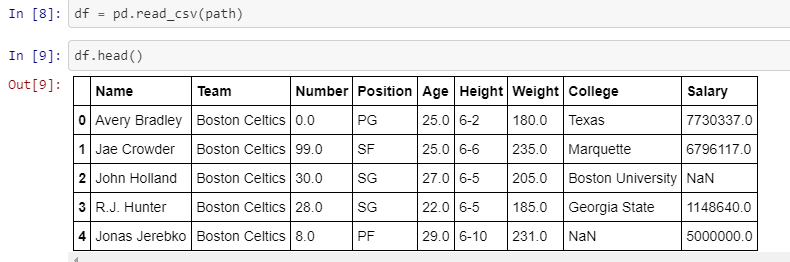 In [8]: df = pd.read_csv(path)
In [9]: df.head()
Out[9]:
Name Team Number Position Age Height Weight College Salary
0 Avery Bradley Boston Celtics 0.0 PG 25.0 6-2 180.0 Texas 7730337.0
1 Jae Crowder Boston Celtics 99.0 SF 25.0 6-6 235.0 Marquette 6796117.0
2 John Holland Boston Celtics 30.0 SG 27.0 6-5 205.0 Boston University NaN
3 R.J. Hunter Boston Celtics 28.0 SG 22.0 6-5 185.0 Georgia State 1148640.0
4 Jonas Jerebko Boston Celtics 8.0 PF 29.0 6-10 231.0 NaN 5000000.0